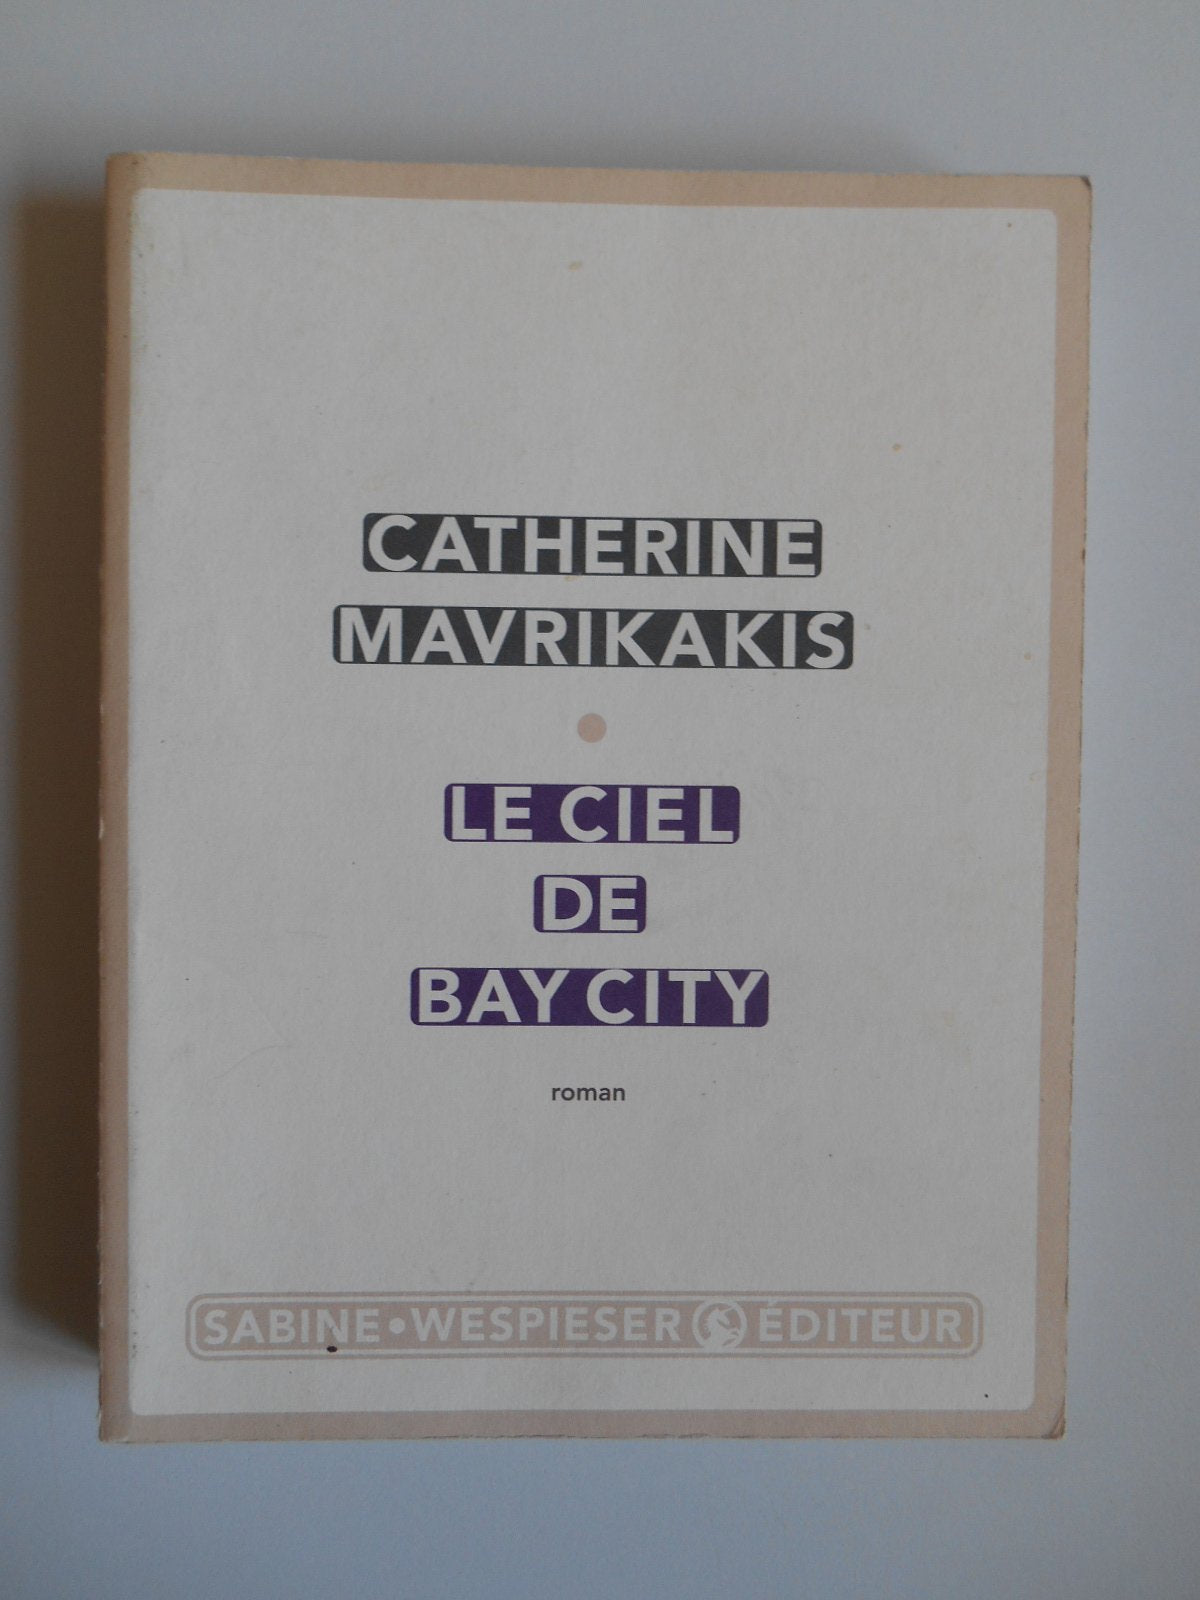 CATHERINE
MAVRIKAKIS
LE CIEL
DE
BAY CITY
roman
SABINE • WESPIESER ÉDITEUR